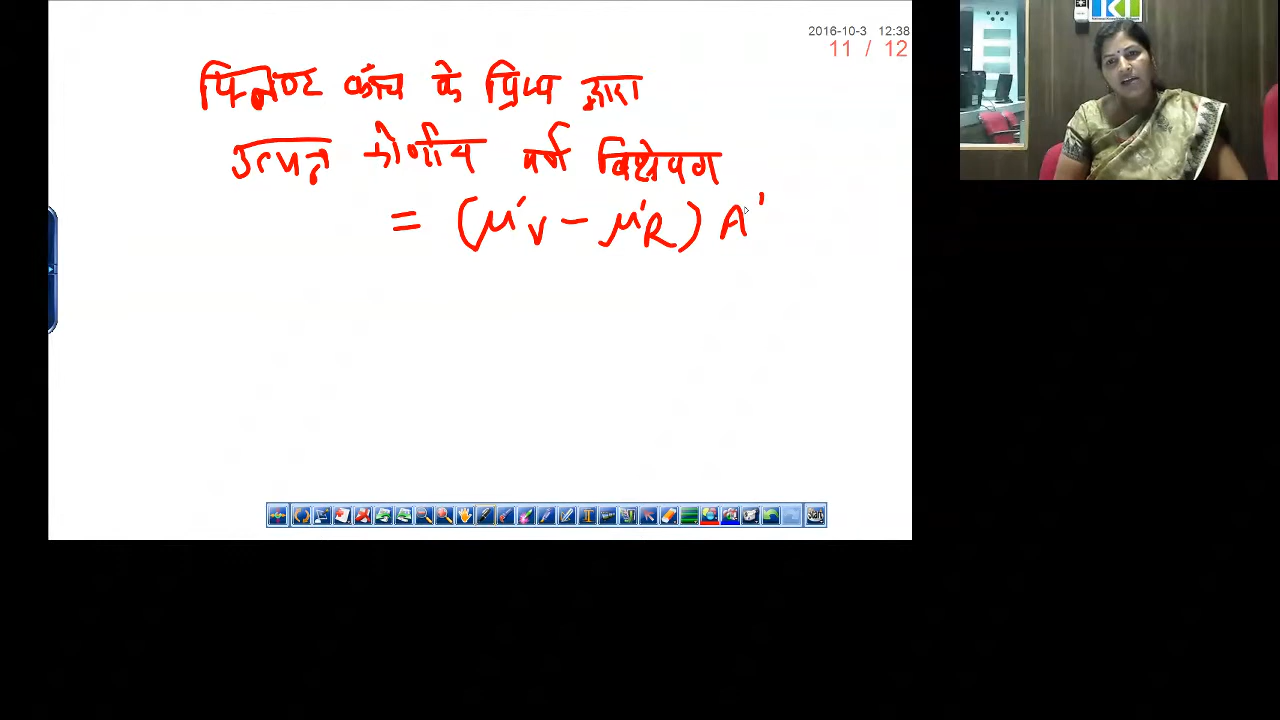 2016-10-3 12:38
11 / 12
फ्लिण्ट काँच के प्रिज्म द्वारा
उत्पन्न कोणीय वर्ण विक्षेपण
= (μ'v - μ'R) A'